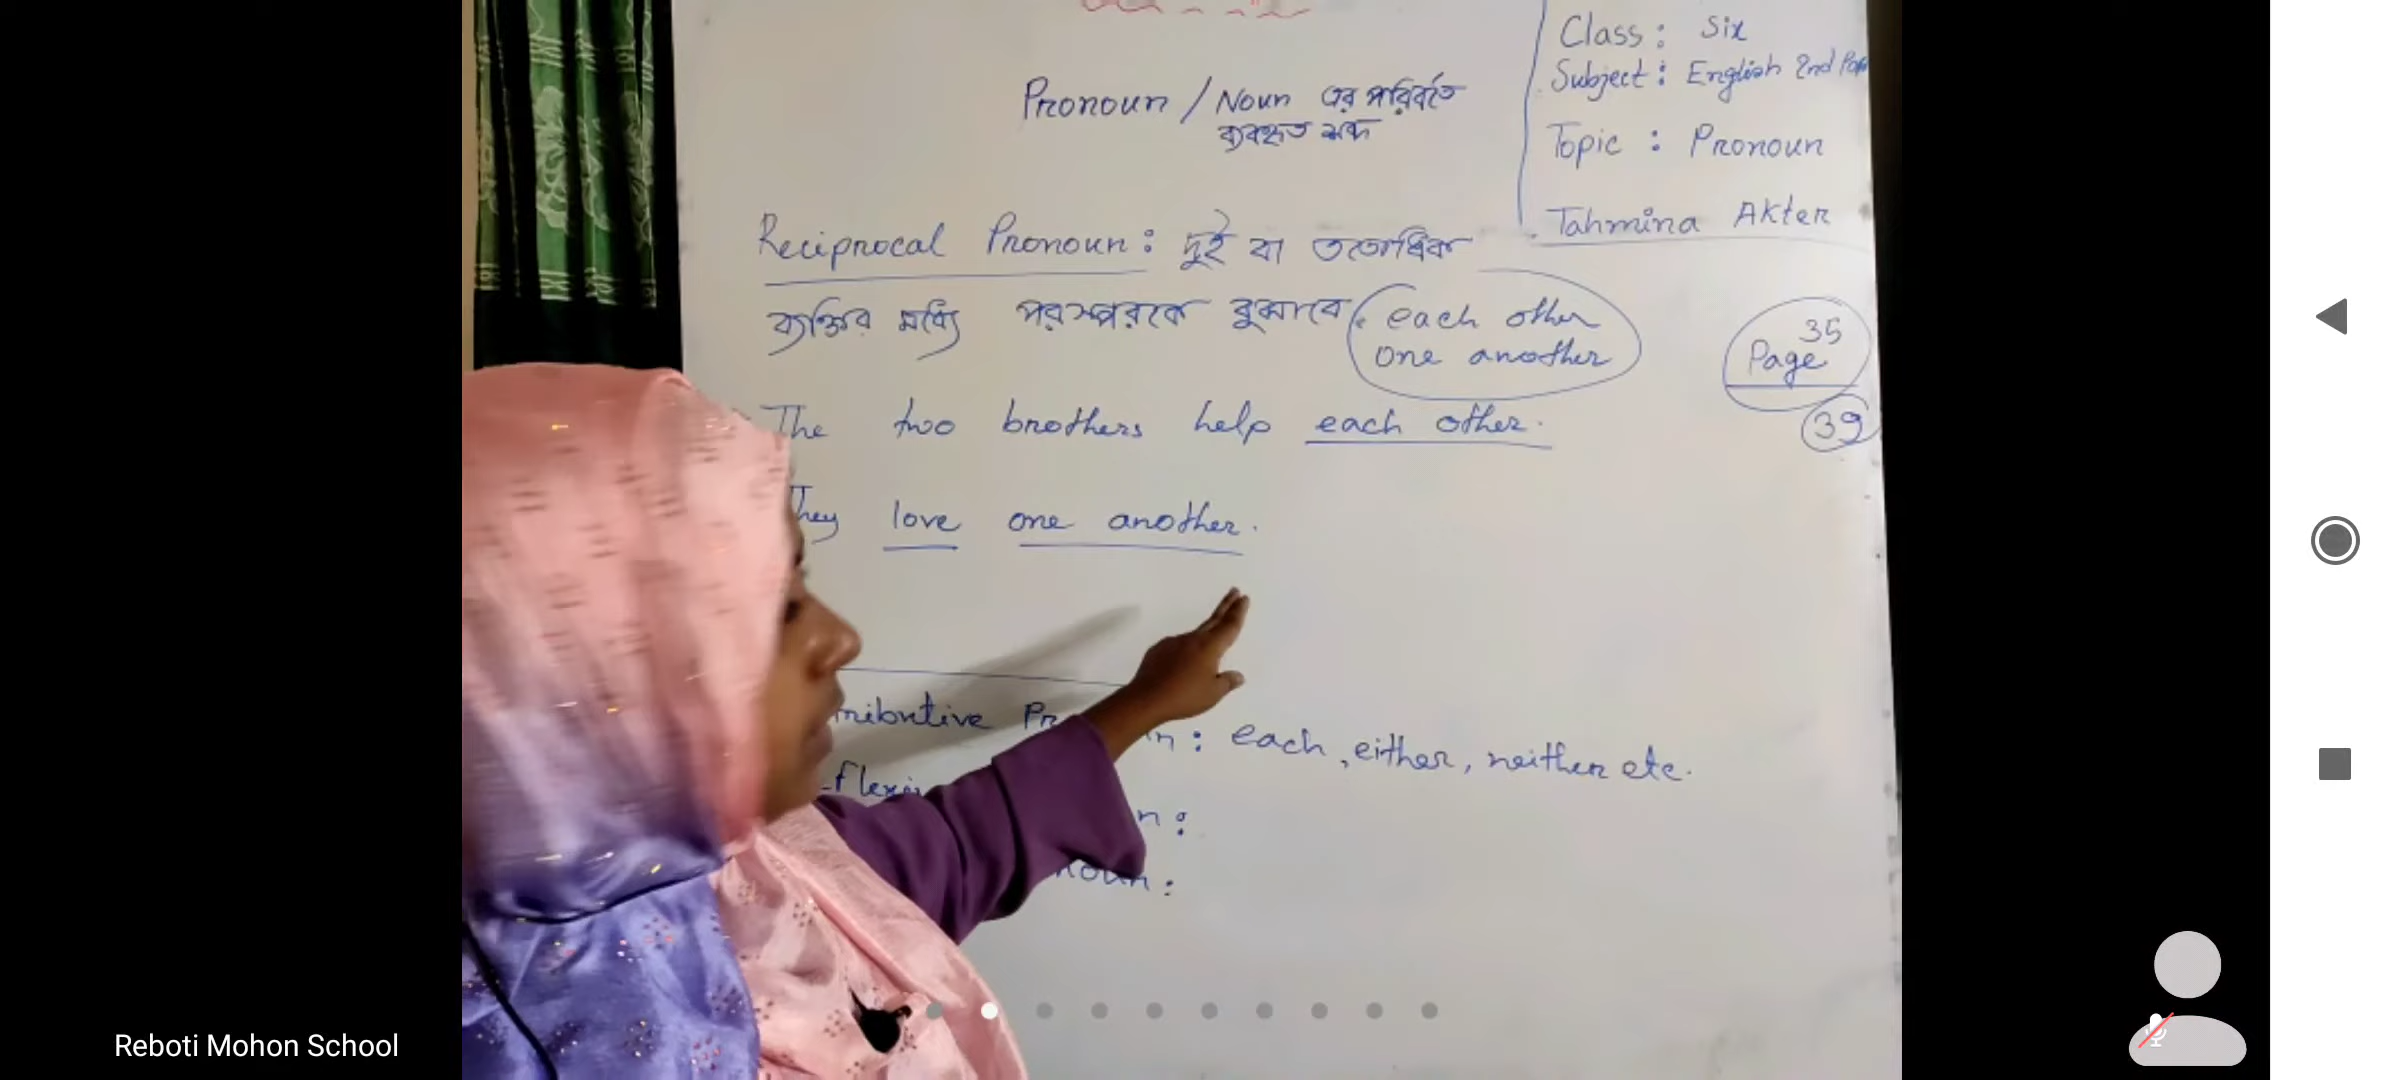 Class: Six
Subject: English 2nd
Topic: Pronoun
Tahmina Akter
Pronoun / Noun এর পরিবর্তে
ব্যবহৃত শব্দ
Reciprocal Pronoun: দুই বা ততোধিক
ব্যক্তির মধ্যে পরস্পরকে বুঝাবে। each other
one another
35
Page
39
The two brothers help each other.
They love one another.
each, either, neither etc.
Reboti Mohon School